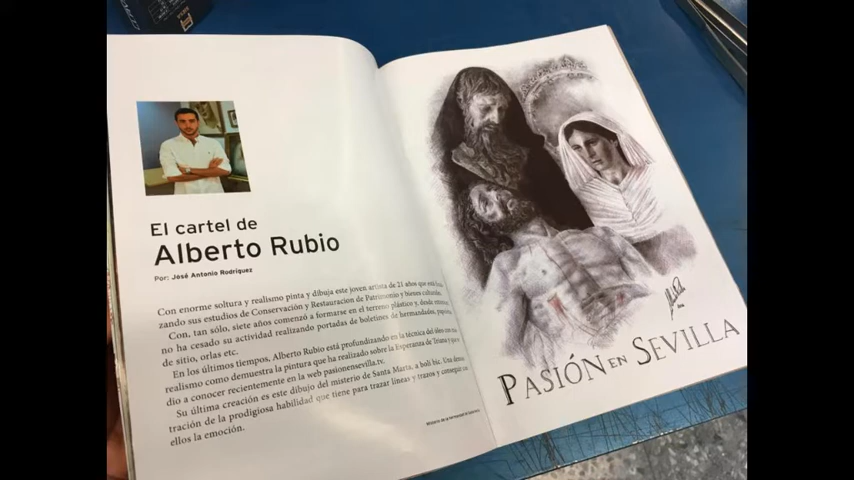 El cartel de
Alberto Rubio
Por: José Antonio Rodríguez
Con enorme soltura y realismo pinta y dibuja este joven artista de 21 años que está
zando sus estudios de Conservación y Restauracion de Patrimonio y bienes culturales.
Con, tan sólo, siete años comenzó a formarse en el terreno plástico y, desde entonces
no ha cesado su actividad realizando portadas de boletines de hermandades,
de sitio, orlas etc.
En los últimos tiempos, Alberto Rubio está profundizando en la técnica del óleo con
realismo como demuestra la pintura que ha realizado sobre la Esperanza de Triana y que
dio a conocer recientemente en la web pasionensevilla.tv.
Su última creación es este dibujo del misterio de Santa Marta, a boli bic. Una
tración de la prodigiosa habilidad que tiene para trazar líneas y trazos y conseguir con
ellos la emoción.
PASIÓN EN SEVILLA